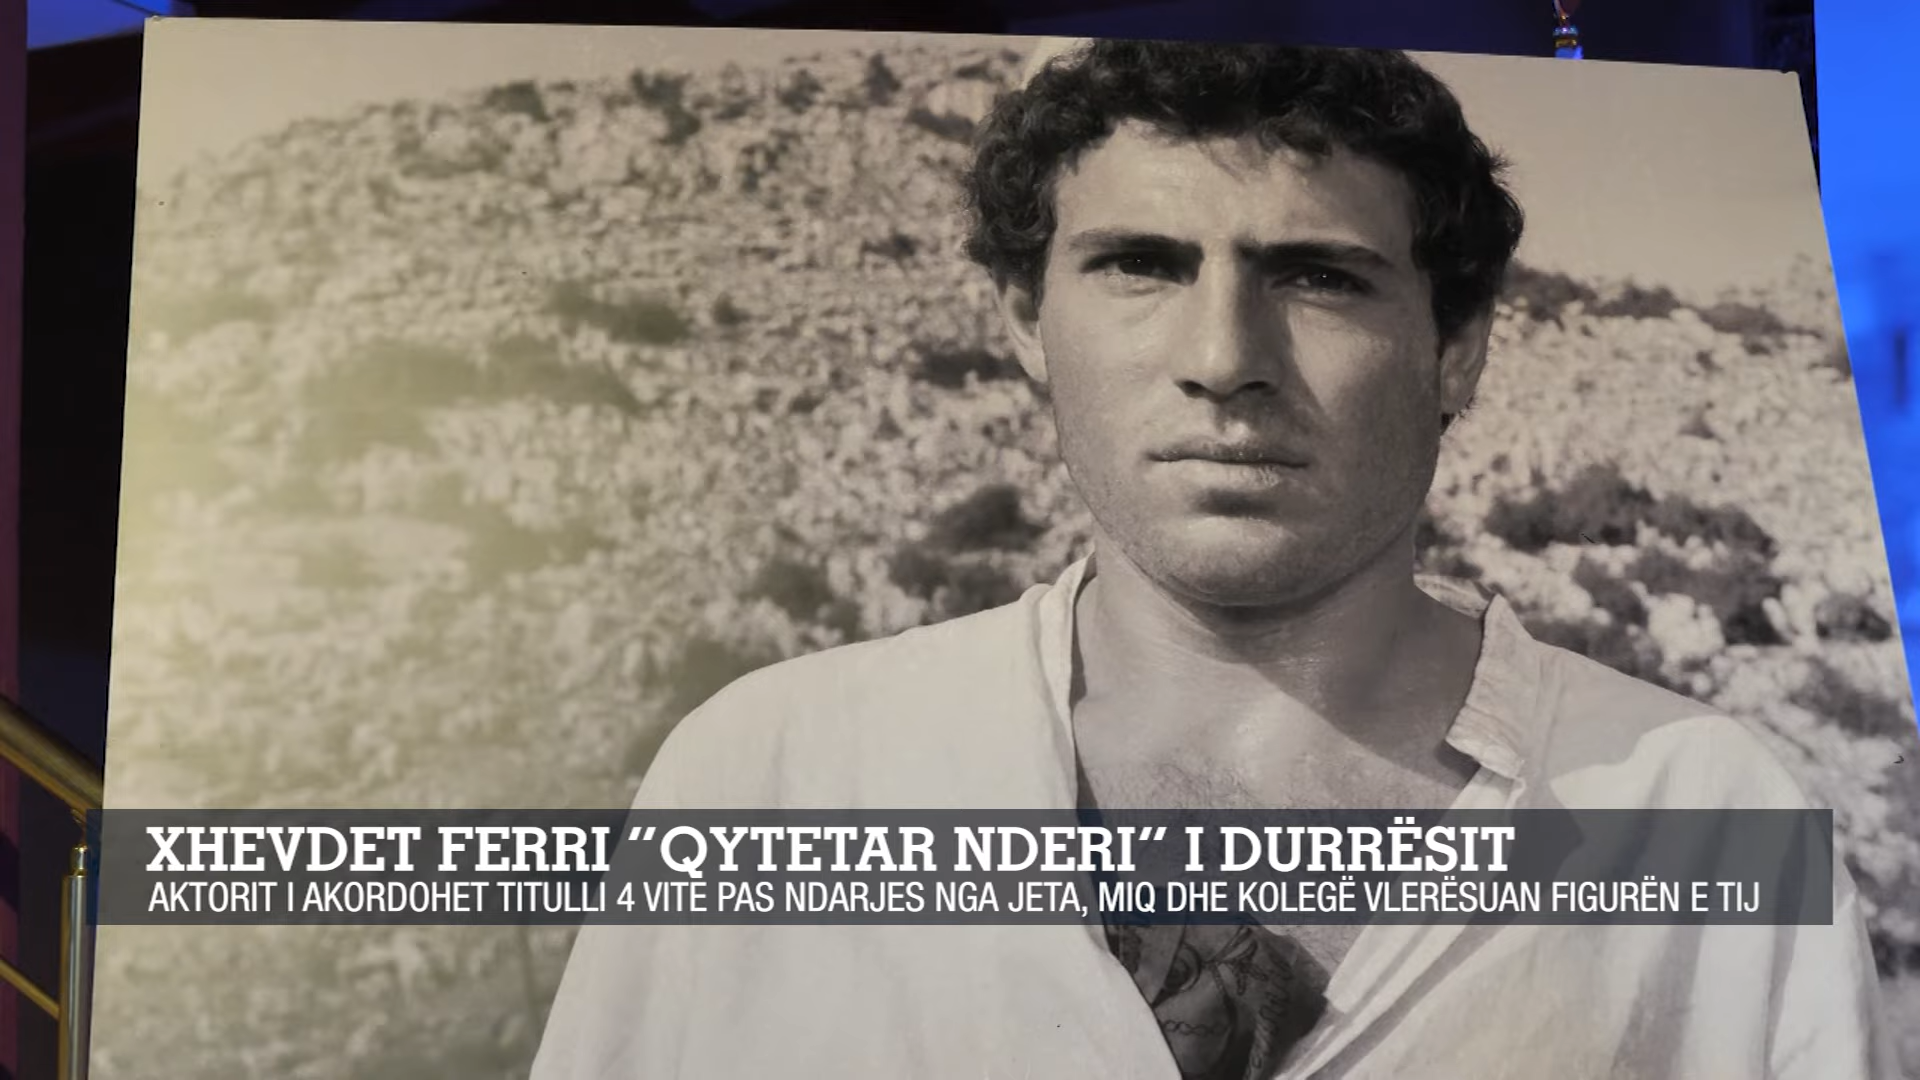 XHEVDET FERRI "QYTETAR NDERI" I DURRËSIT
AKTORIT I AKORDOHET TITULLI 4 VITE PAS NDARJES NGA JETA, MIQ DHE KOLEGË VLERËSUAN FIGURËN E TIJ